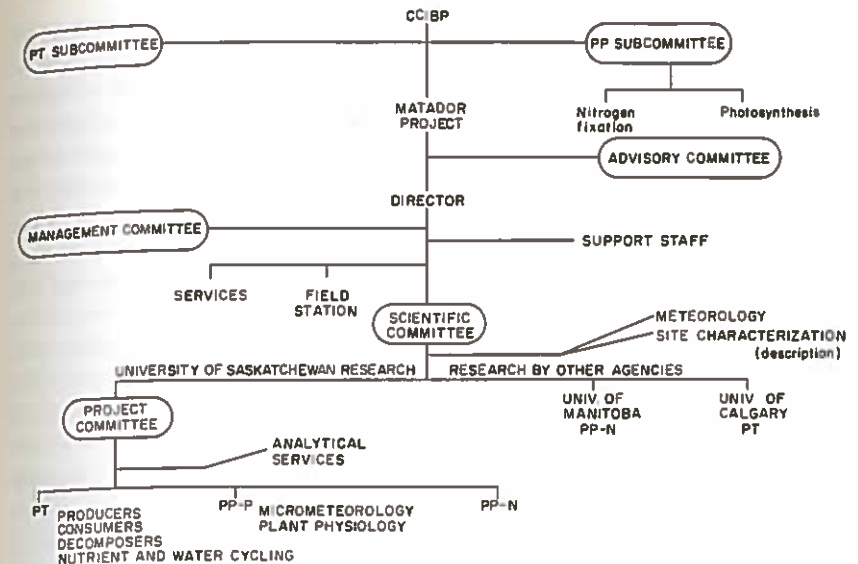 CCIBP
PT SUBCOMMITTEE
PP SUBCOMMITTEE
Nitrogen
fixation
Photosynthesis
MATADOR
PROJECT
ADVISORY COMMITTEE
DIRECTOR
MANAGEMENT COMMITTEE
SUPPORT STAFF
SERVICES
FIELD
STATION
SCIENTIFIC
COMMITTEE
METEOROLOGY
SITE CHARACTERIZATION
(description)
UNIVERSITY OF SASKATCHEWAN RESEARCH
RESEARCH BY OTHER AGENCIES
PROJECT
COMMITTEE
UNIV. OF
MANITOBA
PP-N
UNIV. OF
CALGARY
PT
ANALYTICAL
SERVICES
PT
PRODUCERS
CONSUMERS
DECOMPOSERS
NUTRIENT AND WATER CYCLING
PP-P
MICROMETEOROLOGY
PLANT PHYSIOLOGY
PP-N